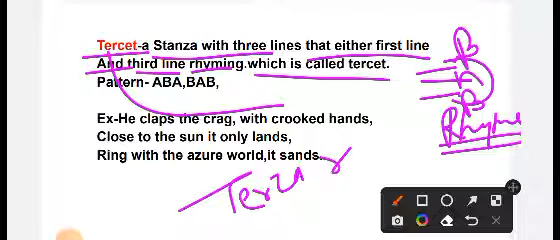 Tercet-a Stanza with three lines that either first line
And third line rhyming.which is called tercet.
Pattern- ABA,BAB,
Rhyme
Ex-He claps the crag, with crooked hands,
Close to the sun it only lands,
Ring with the azure world,it sands.
Terza